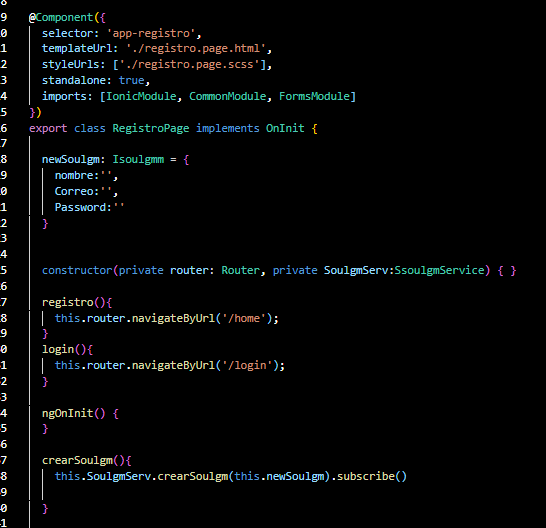 8
9 @Component({
0 selector: 'app-registro',
1 templateUrl: './registro.page.html',
2 styleUrls: ['./registro.page.scss'],
3 standalone: true,
4 imports: [IonicModule, CommonModule, FormsModule]
5 })
6 export class RegistroPage implements OnInit {
7
8 newSoulgm: Isoulgmm = {
9 nombre:'',
0 Correo:'',
1 Password:''
2 }
3
4
5 constructor(private router: Router, private SoulgmServ:SsoulgmService) { }
6
7 registro(){
8 this.router.navigateByUrl('/home');
9 }
0 login(){
1 this.router.navigateByUrl('/login');
2 }
3
4 ngOnInit() {
5 }
6
7 crearSoulgm(){
8 this.SoulgmServ.crearSoulgm(this.newSoulgm).subscribe()
9
0 }
1